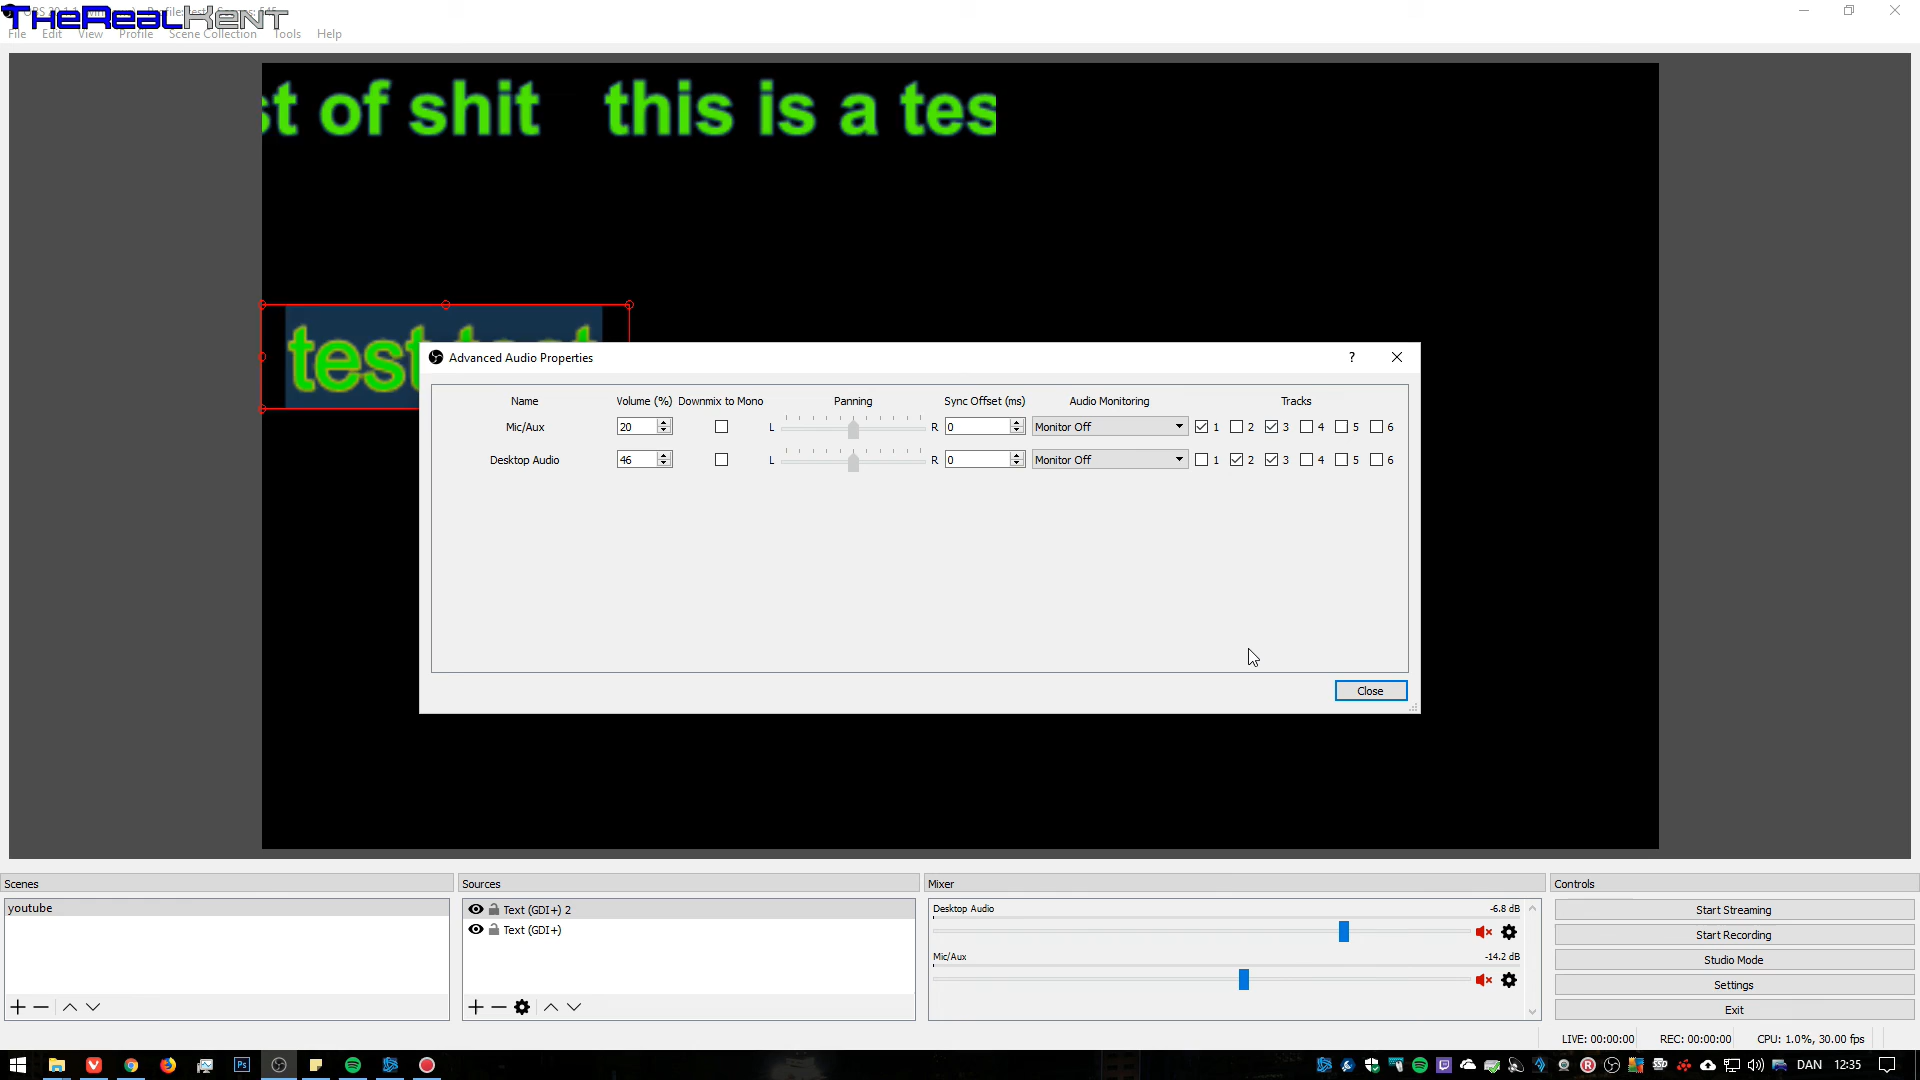 TheRealKent
File Edit View Profile Scene Collection Tools Help
st of shit this is a tes
test test
Advanced Audio Properties
Name Volume (%) Downmix to Mono Panning Sync Offset (ms) Audio Monitoring Tracks
Mic/Aux 20 L R 0 Monitor Off 1 2 3 4 5 6
Desktop Audio 46 L R 0 Monitor Off 1 2 3 4 5 6
Close
Scenes
youtube
Sources
Text (GDI+) 2
Text (GDI+)
Mixer
Desktop Audio -6.8 dB
Mic/Aux -14.2 dB
Controls
Start Streaming
Start Recording
Studio Mode
Settings
Exit
LIVE: 00:00:00 REC: 00:00:00 CPU: 1.0%, 30.00 fps
Ps
DAN 12:35